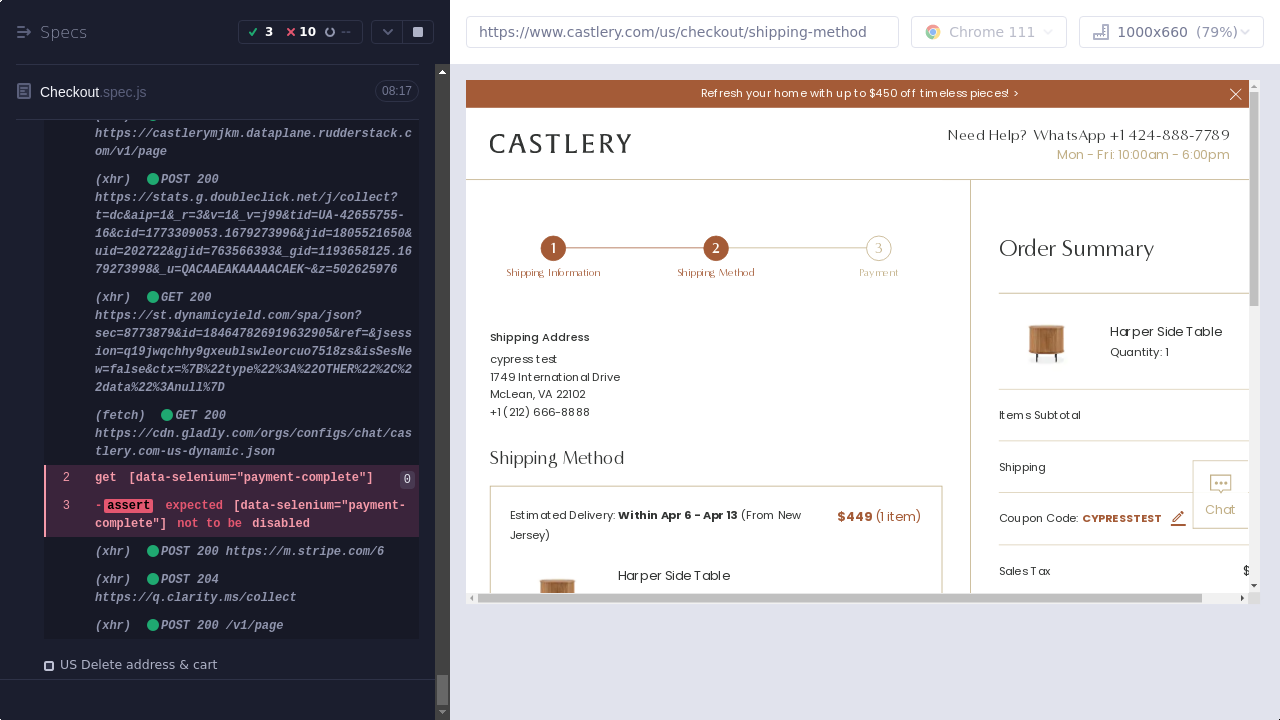 Specs
3
10
--
Checkout.spec.js
08:17
https://castlerymjkm.dataplane.rudderstack.c
om/v1/page
(xhr) POST 200
https://stats.g.doubleclick.net/j/collect?
t=dc&aip=1&_r=3&v=1&_v=j99&tid=UA-42655755-
16&cid=1773309053.1679273996&jid=1805521650&
uid=202722&gjid=763566393&_gid=1193658125.16
79273998&_u=QACAAEAKAAAAACAEK~&z=502625976
(xhr) GET 200
https://st.dynamicyield.com/spa/json?
sec=8773879&id=184647826919632905&ref=&jsess
ion=q19jwqchhy9gxeublswleorcuo7518zs&isSesNe
w=false&ctx=%7B%22type%22%3A%22OTHER%22%2C%2
2data%22%3Anull%7D
(fetch) GET 200
https://cdn.gladly.com/orgs/configs/chat/cas
tlery.com-us-dynamic.json
2 get [data-selenium="payment-complete"] 0
3 -assert expected [data-selenium="payment-
complete"] not to be disabled
(xhr) POST 200 https://m.stripe.com/6
(xhr) POST 204
https://q.clarity.ms/collect
(xhr) POST 200 /v1/page
US Delete address & cart
https://www.castlery.com/us/checkout/shipping-method
Chrome 111
1000x660 (79%)
Refresh your home with up to $450 off timeless pieces! >
CASTLERY
Need Help? WhatsApp +1 424-888-7789
Mon - Fri: 10:00am - 6:00pm
1
2
3
Shipping Information
Shipping Method
Payment
Shipping Address
cypress test
1749 International Drive
McLean, VA 22102
+1 (212) 666-8888
Shipping Method
Estimated Delivery: Within Apr 6 - Apr 13 (From New
Jersey)
$449 (1 item)
Harper Side Table
Order Summary
Harper Side Table
Quantity: 1
Items Subtotal
Shipping
Coupon Code: CYPRESSTEST
Chat
Sales Tax
$